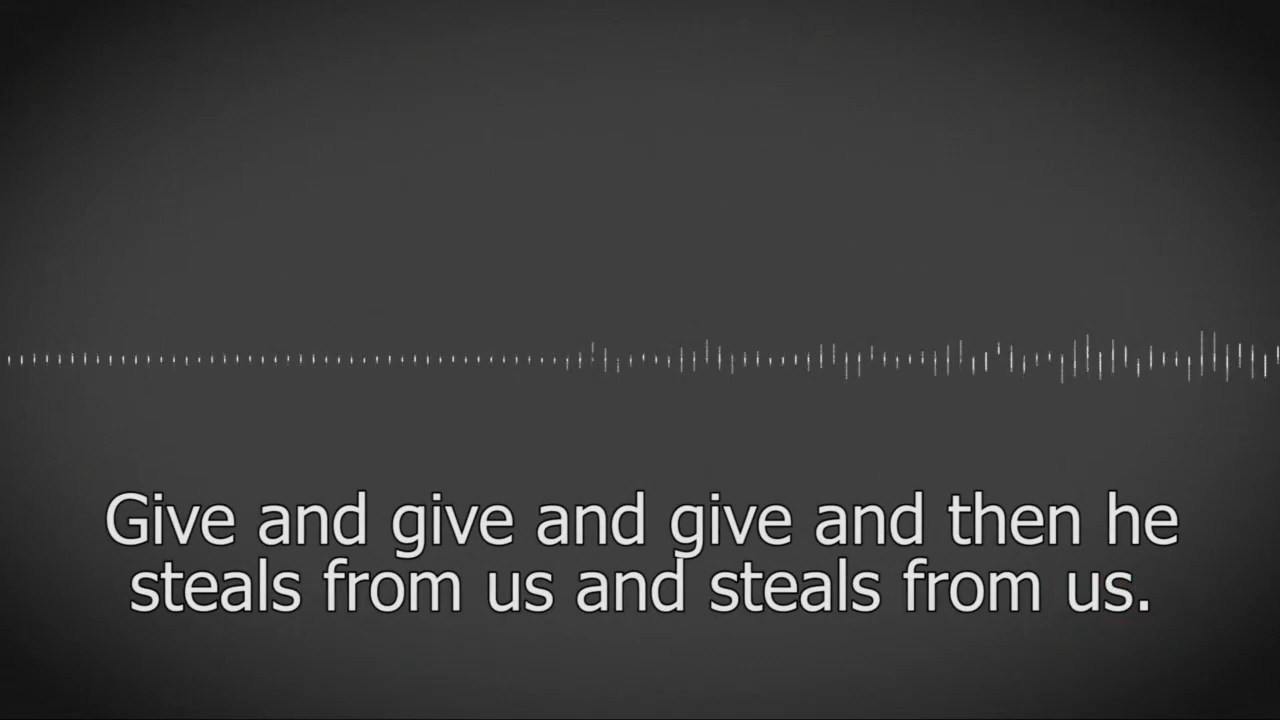 Give and give and give and then he
steals from us and steals from us.